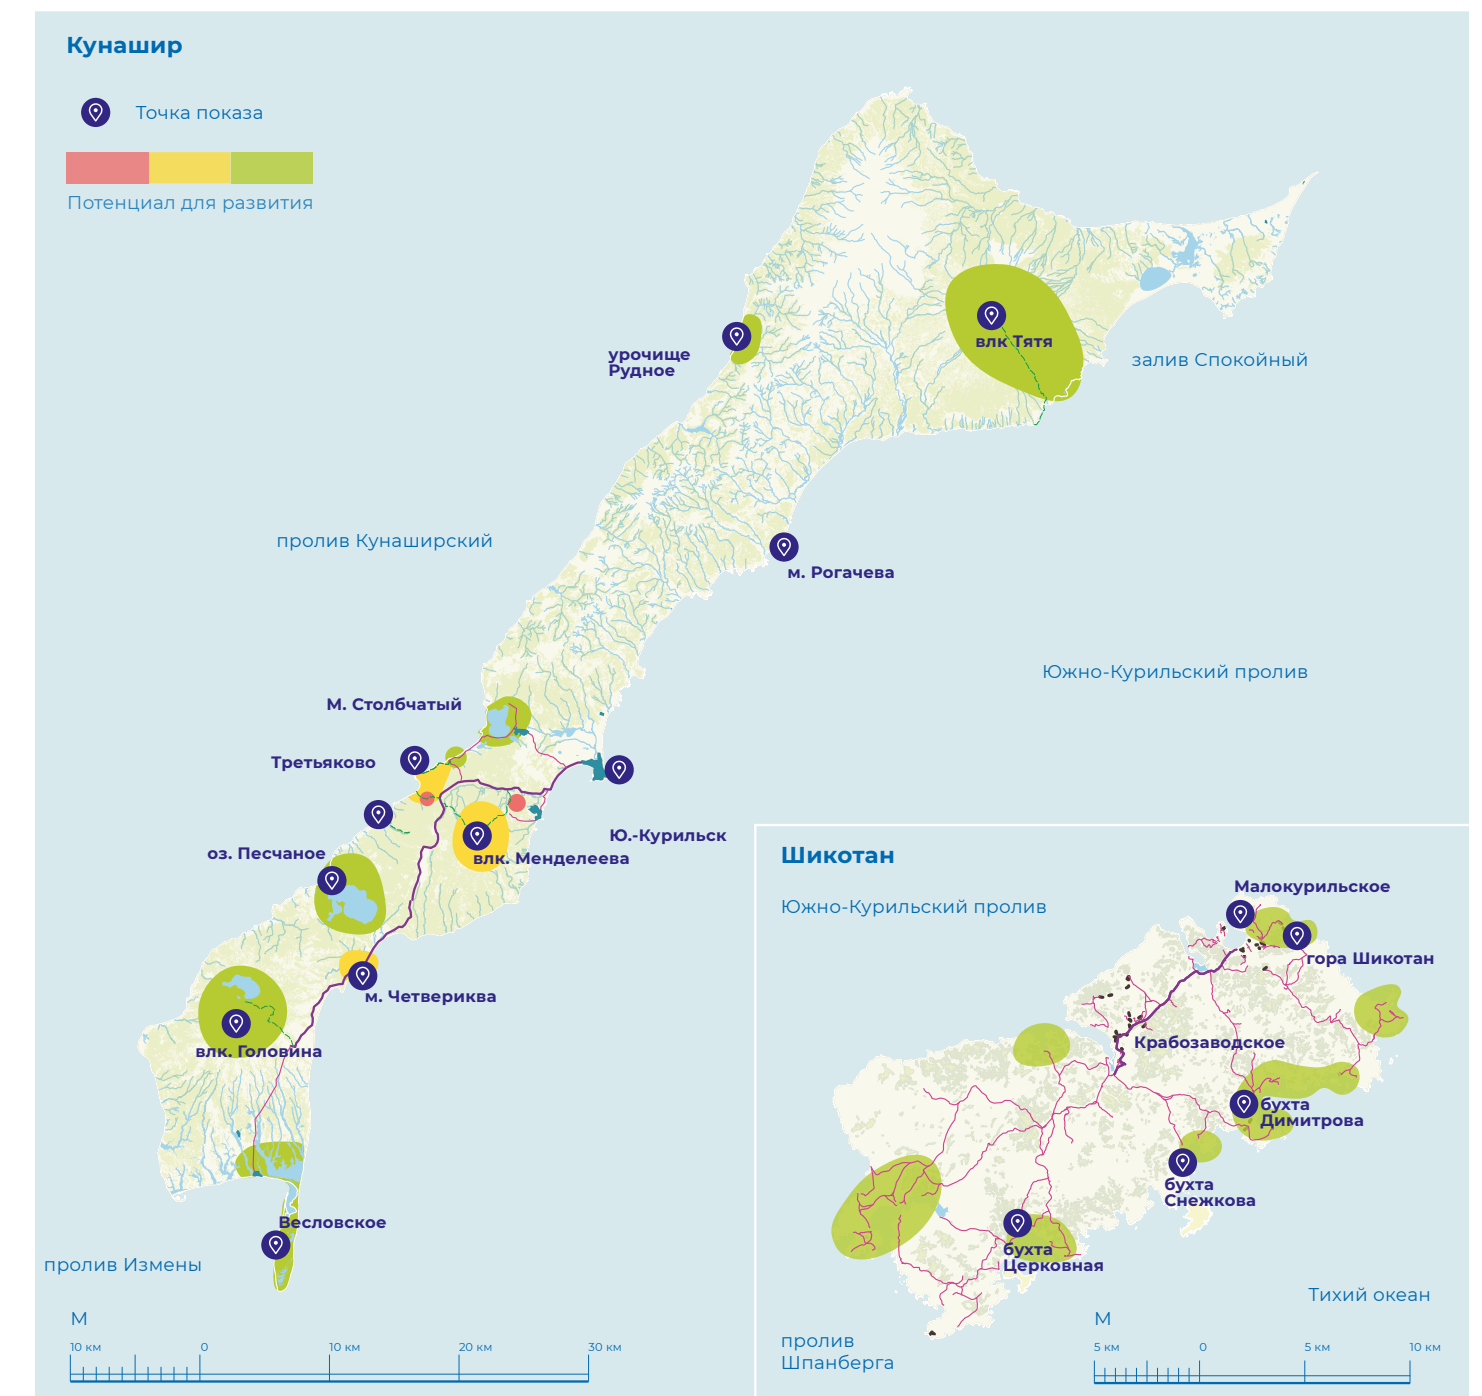 Кунашир
Точка показа
Потенциал для развития
влк Тятя
урочище
Рудное
залив Спокойный
пролив Кунаширский
м. Рогачева
Южно-Курильский пролив
М. Столбчатый
Третьяково
Ю.-Курильск
оз. Песчаное
влк. Менделеева
м. Четвериква
влк. Головина
Весловское
пролив Измены
М
10 км
0
10 км
20 км
30 км
Шикотан
Малокурильское
Южно-Курильский пролив
гора Шикотан
Крабозаводское
бухта
Димитрова
бухта
Снежкова
бухта
Церковная
Тихий океан
пролив
Шпанберга
М
5 км
0
5 км
10 км